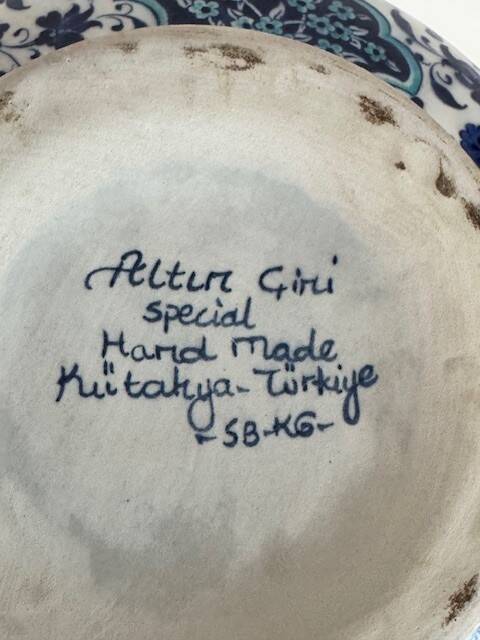 Altın Çini
special
Hand Made
Kütahya-Türkiye
-SB-KG-